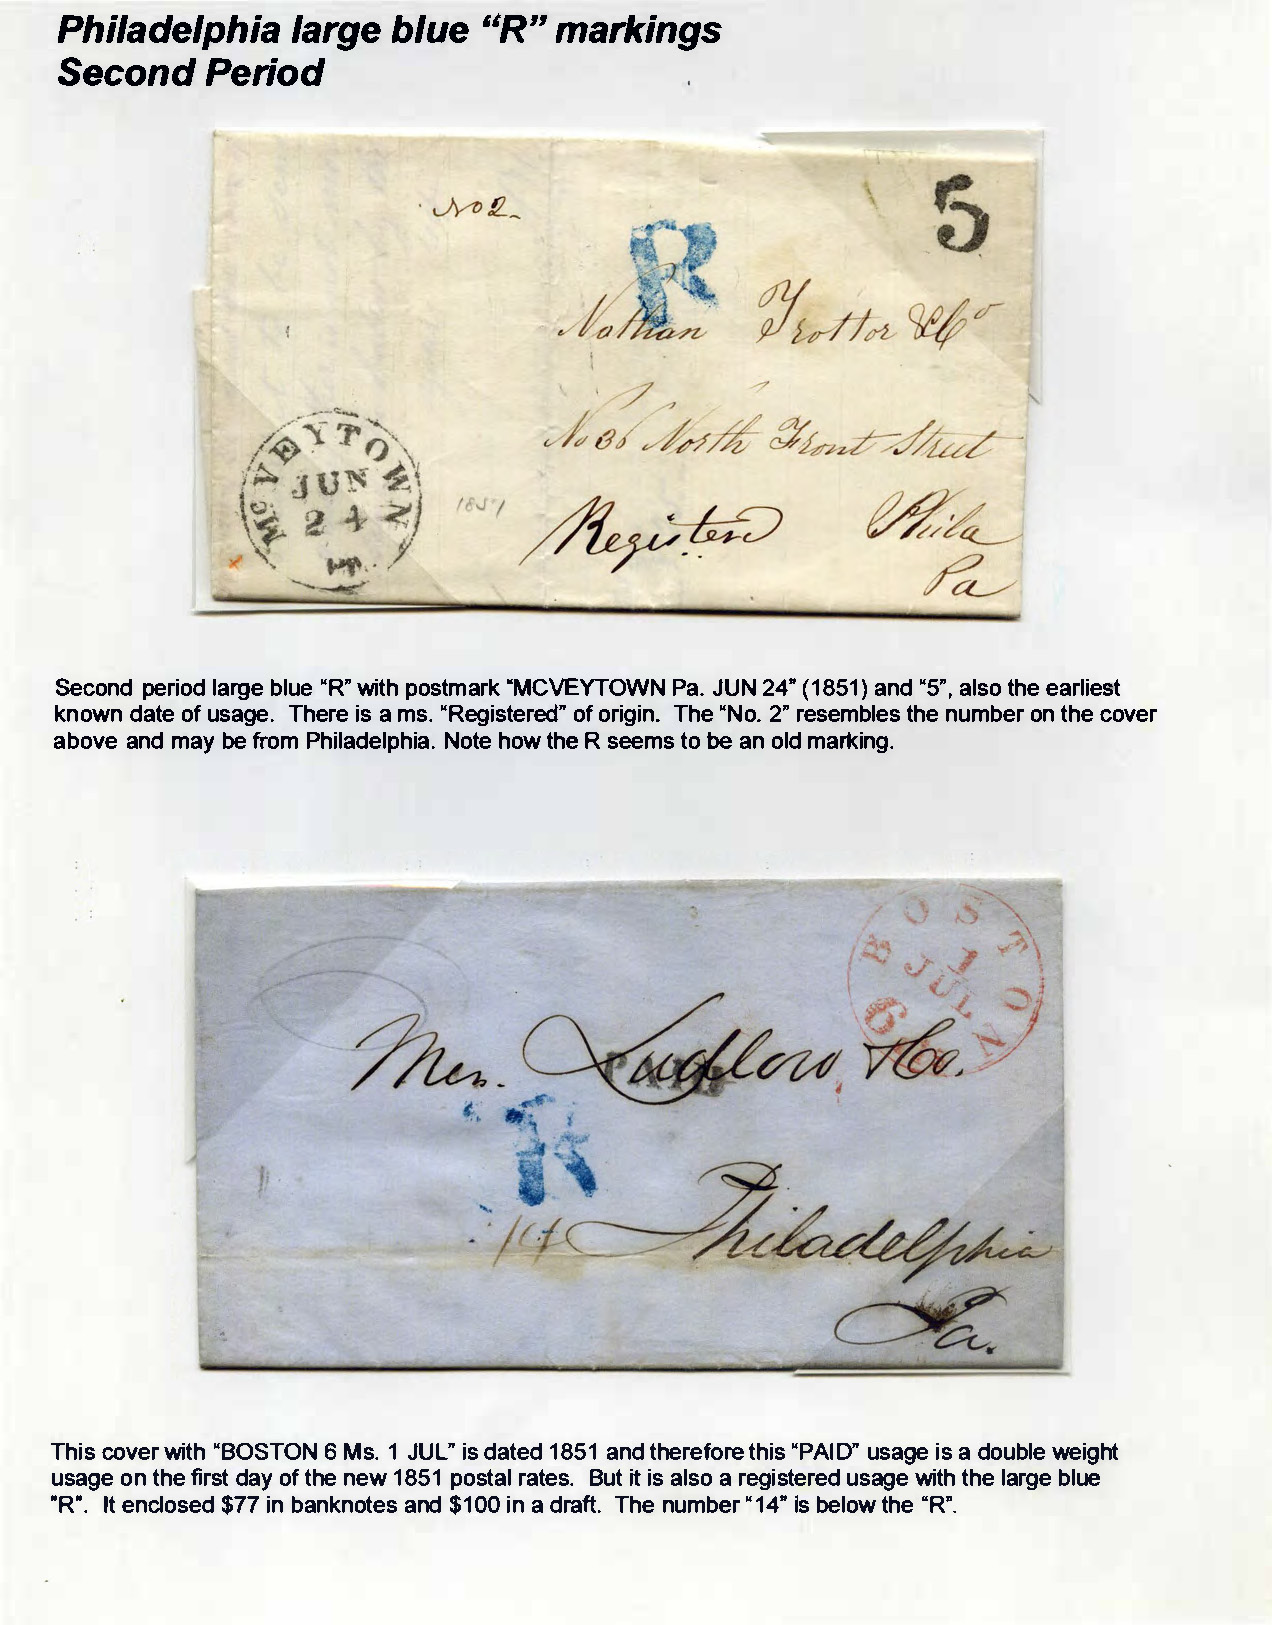 Philadelphia large blue “R” markings
Second Period
No 2
R
5
Nathan Trotter & Co
No 36 North Front Street
McVEYTOWN
JUN
24
1851
Registered Phila
Pa
Second period large blue “R” with postmark “MCVEYTOWN Pa. JUN 24” (1851) and “5”, also the earliest
known date of usage. There is a ms. “Registered” of origin. The “No. 2” resembles the number on the cover
above and may be from Philadelphia. Note how the R seems to be an old marking.
BOSTON
1
JUL
6
Mes. Ludlow & Co.
PAID
R
14
Philadelphia
Pa.
This cover with “BOSTON 6 Ms. 1 JUL” is dated 1851 and therefore this “PAID” usage is a double weight
usage on the first day of the new 1851 postal rates. But it is also a registered usage with the large blue
"R". It enclosed $77 in banknotes and $100 in a draft. The number “14” is below the “R”.